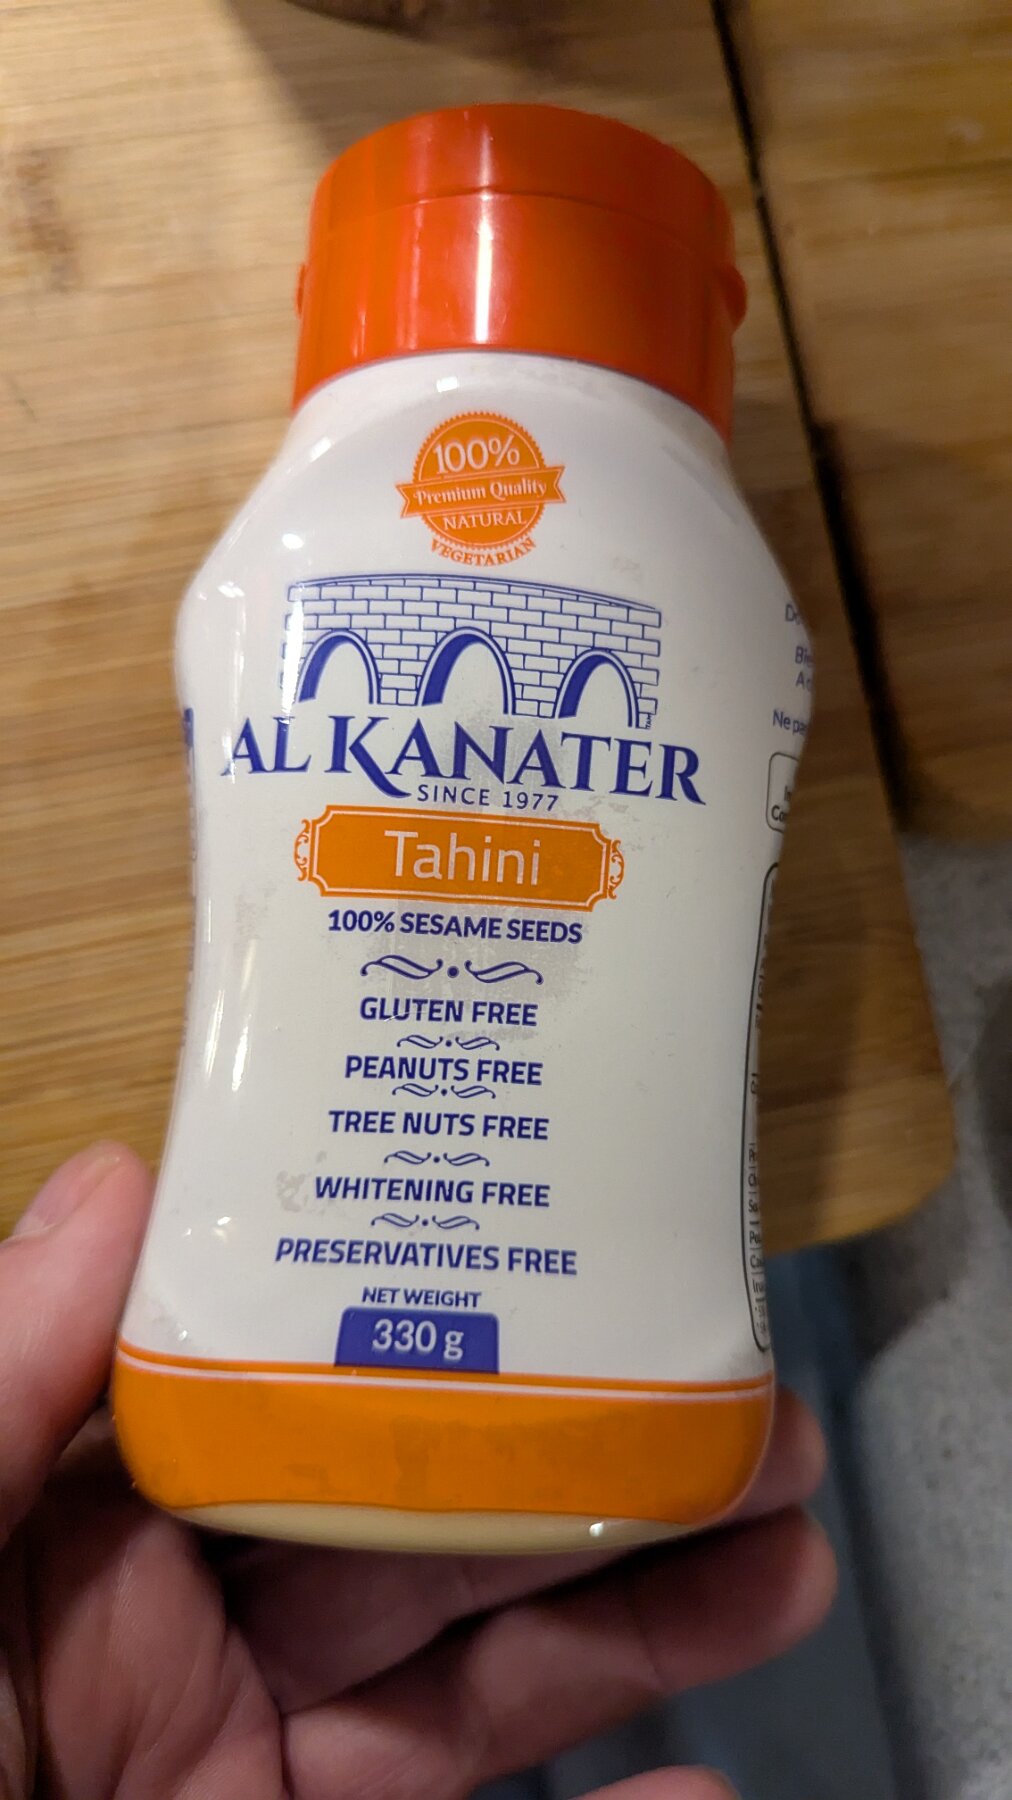 100%
Premium Quality
NATURAL
VEGETARIAN
AL KANATER
SINCE 1977
Tahini
100% SESAME SEEDS
GLUTEN FREE
PEANUTS FREE
TREE NUTS FREE
WHITENING FREE
PRESERVATIVES FREE
NET WEIGHT
330 g
Ne